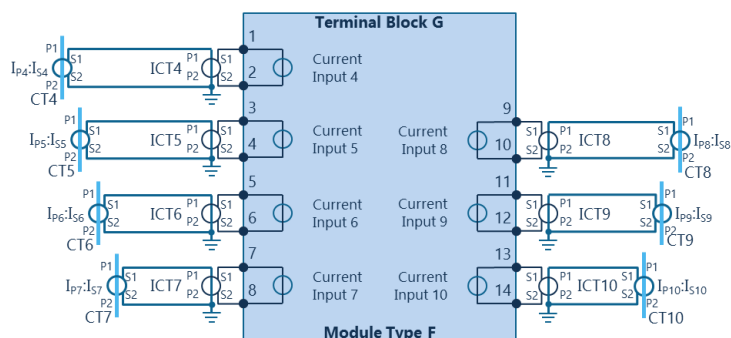 Terminal Block G
1
P1
S1
P1
S1
IP4:IS4
ICT4
Current
Input 4
S2
P2
S2
2
P2
CT4
3
P1
S1
P1
S1
IP5:IS5
ICT5
Current
Input 5
S2
P2
S2
4
P2
CT5
5
P1
S1
P1
S1
IP6:IS6
ICT6
Current
Input 6
S2
P2
S2
6
P2
CT6
7
P1
S1
P1
S1
IP7:IS7
ICT7
Current
Input 7
S2
P2
S2
8
P2
CT7
9
P1
Current
Input 8
S1
P1
ICT8
S1
IP8:IS8
10
S2
P2
S2
P2
CT8
11
P1
Current
Input 9
S1
P1
ICT9
S1
IP9:IS9
12
S2
P2
S2
P2
CT9
13
P1
Current
Input 10
S1
P1
ICT10
S1
IP10:IS10
14
S2
P2
S2
P2
CT10
Module Type F